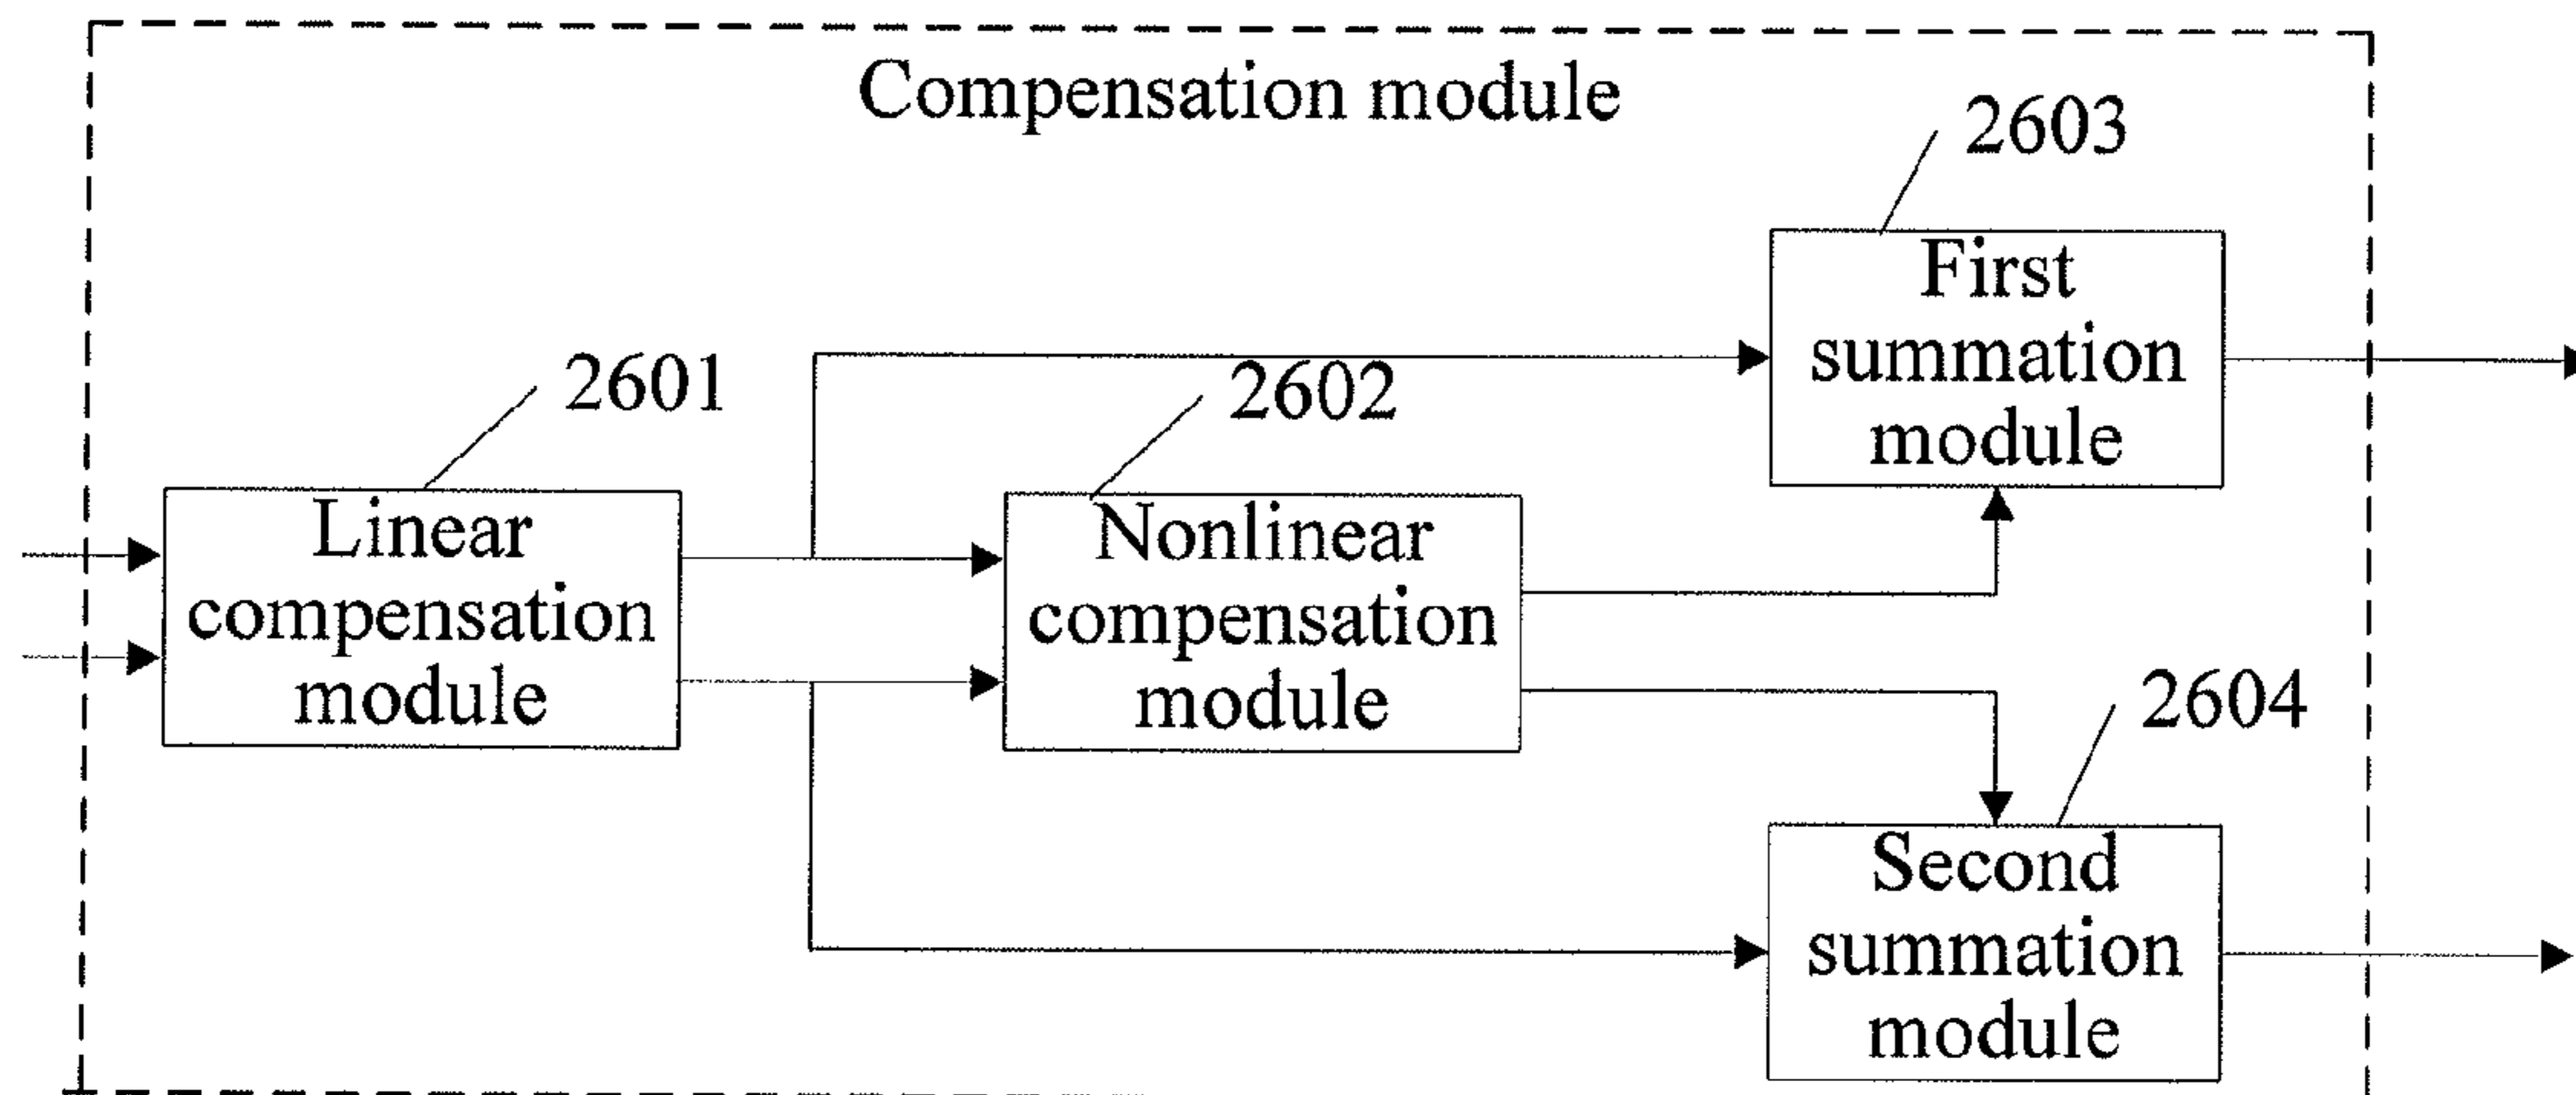 Compensation module
2603
First
summation
module
2601
2602
Linear
compensation
module
Nonlinear
compensation
module
2604
Second
summation
module